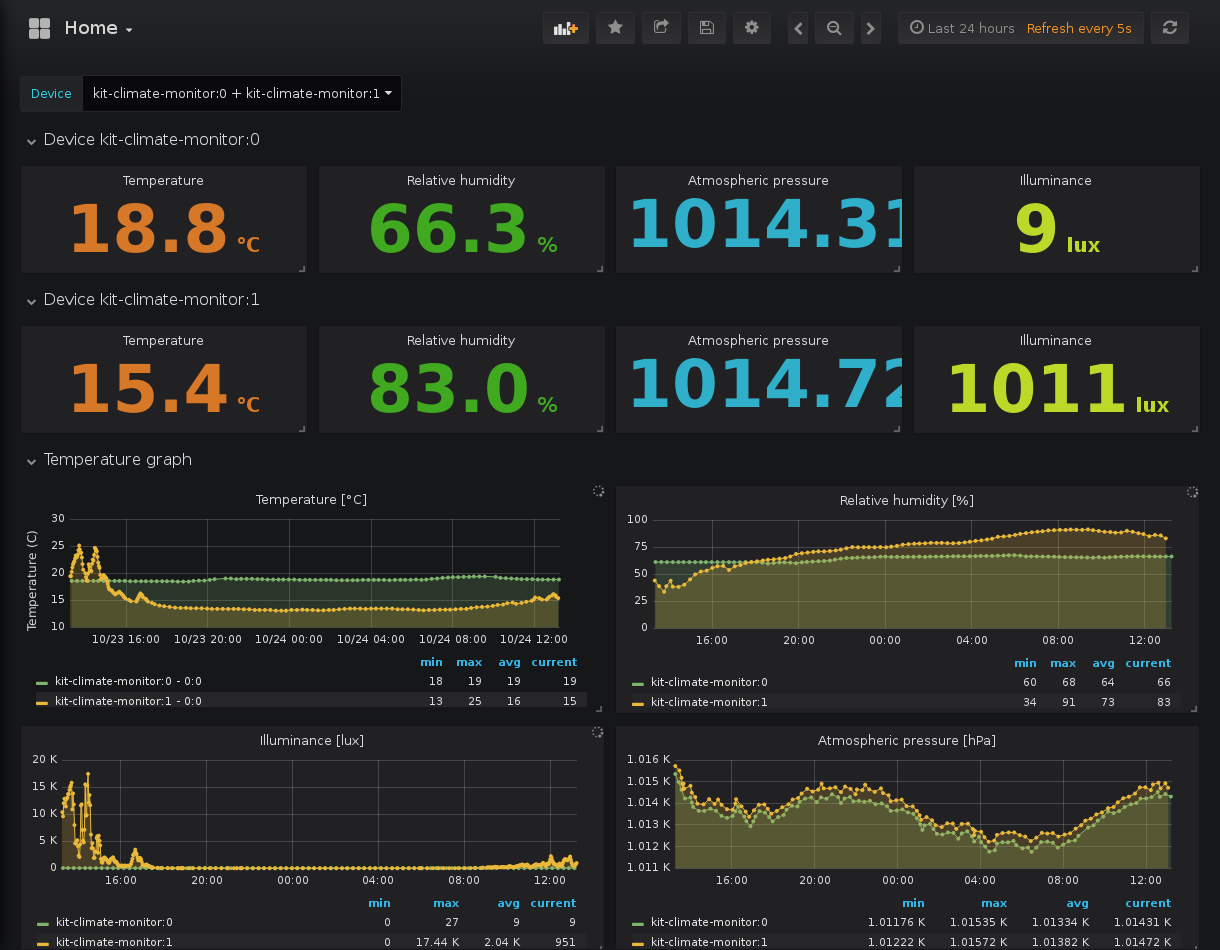 Home
Last 24 hours Refresh every 5s
Device kit-climate-monitor:0 + kit-climate-monitor:1
Device kit-climate-monitor:0
Temperature Relative humidity Atmospheric pressure Illuminance
18.8 °C 66.3 % 1014.31 9 lux
Device kit-climate-monitor:1
Temperature Relative humidity Atmospheric pressure Illuminance
15.4 °C 83.0 % 1014.72 1011 lux
Temperature graph
Temperature [°C]
Temperature (C)
30
25
20
15
10
10/23 16:00 10/23 20:00 10/24 00:00 10/24 04:00 10/24 08:00 10/24 12:00
min max avg current
kit-climate-monitor:0 - 0:0 18 19 19 19
kit-climate-monitor:1 - 0:0 13 25 16 15
Relative humidity [%]
100
75
50
25
0
16:00 20:00 00:00 04:00 08:00 12:00
min max avg current
kit-climate-monitor:0 60 68 64 66
kit-climate-monitor:1 34 91 73 83
Illuminance [lux]
20 K
15 K
10 K
5 K
0
16:00 20:00 00:00 04:00 08:00 12:00
min max avg current
kit-climate-monitor:0 0 27 9 9
kit-climate-monitor:1 0 17.44 K 2.04 K 951
Atmospheric pressure [hPa]
1.016 K
1.015 K
1.014 K
1.013 K
1.012 K
1.011 K
16:00 20:00 00:00 04:00 08:00 12:00
min max avg current
kit-climate-monitor:0 1.01176 K 1.01535 K 1.01334 K 1.01431 K
kit-climate-monitor:1 1.01222 K 1.01572 K 1.01382 K 1.01472 K